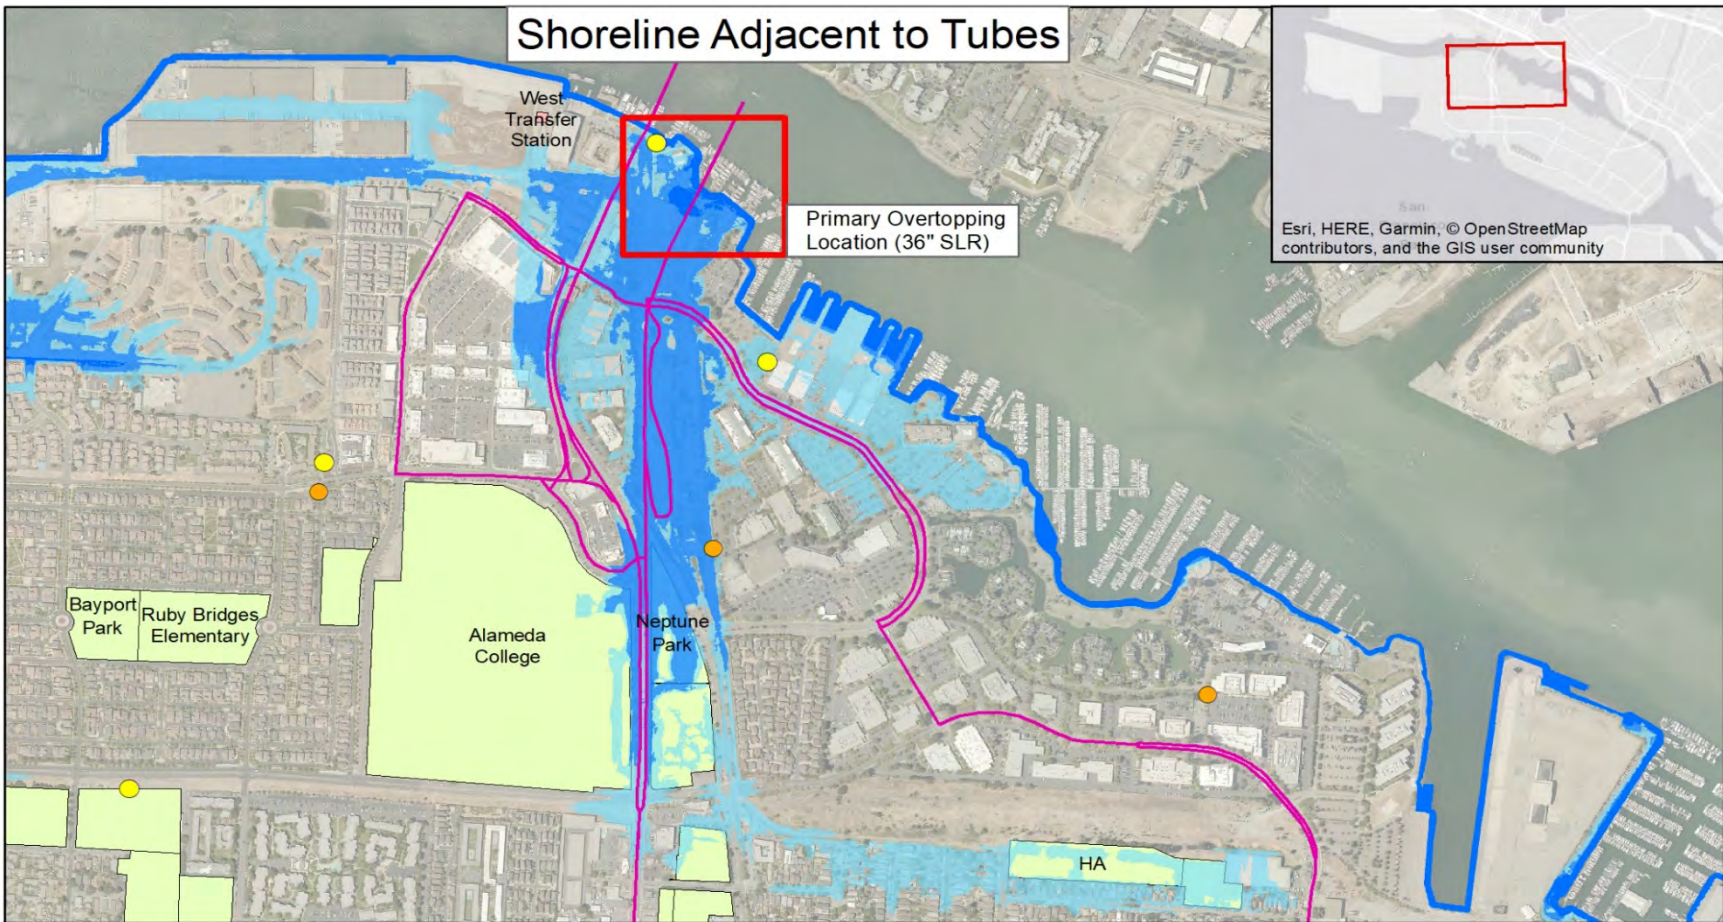 Shoreline Adjacent to Tubes
West
Transfer
Station
Primary Overtopping
Location (36" SLR)
San
Esri, HERE, Garmin, © OpenStreetMap
contributors, and the GIS user community
Bayport
Park
Ruby Bridges
Elementary
Alameda
College
Neptune
Park
HA